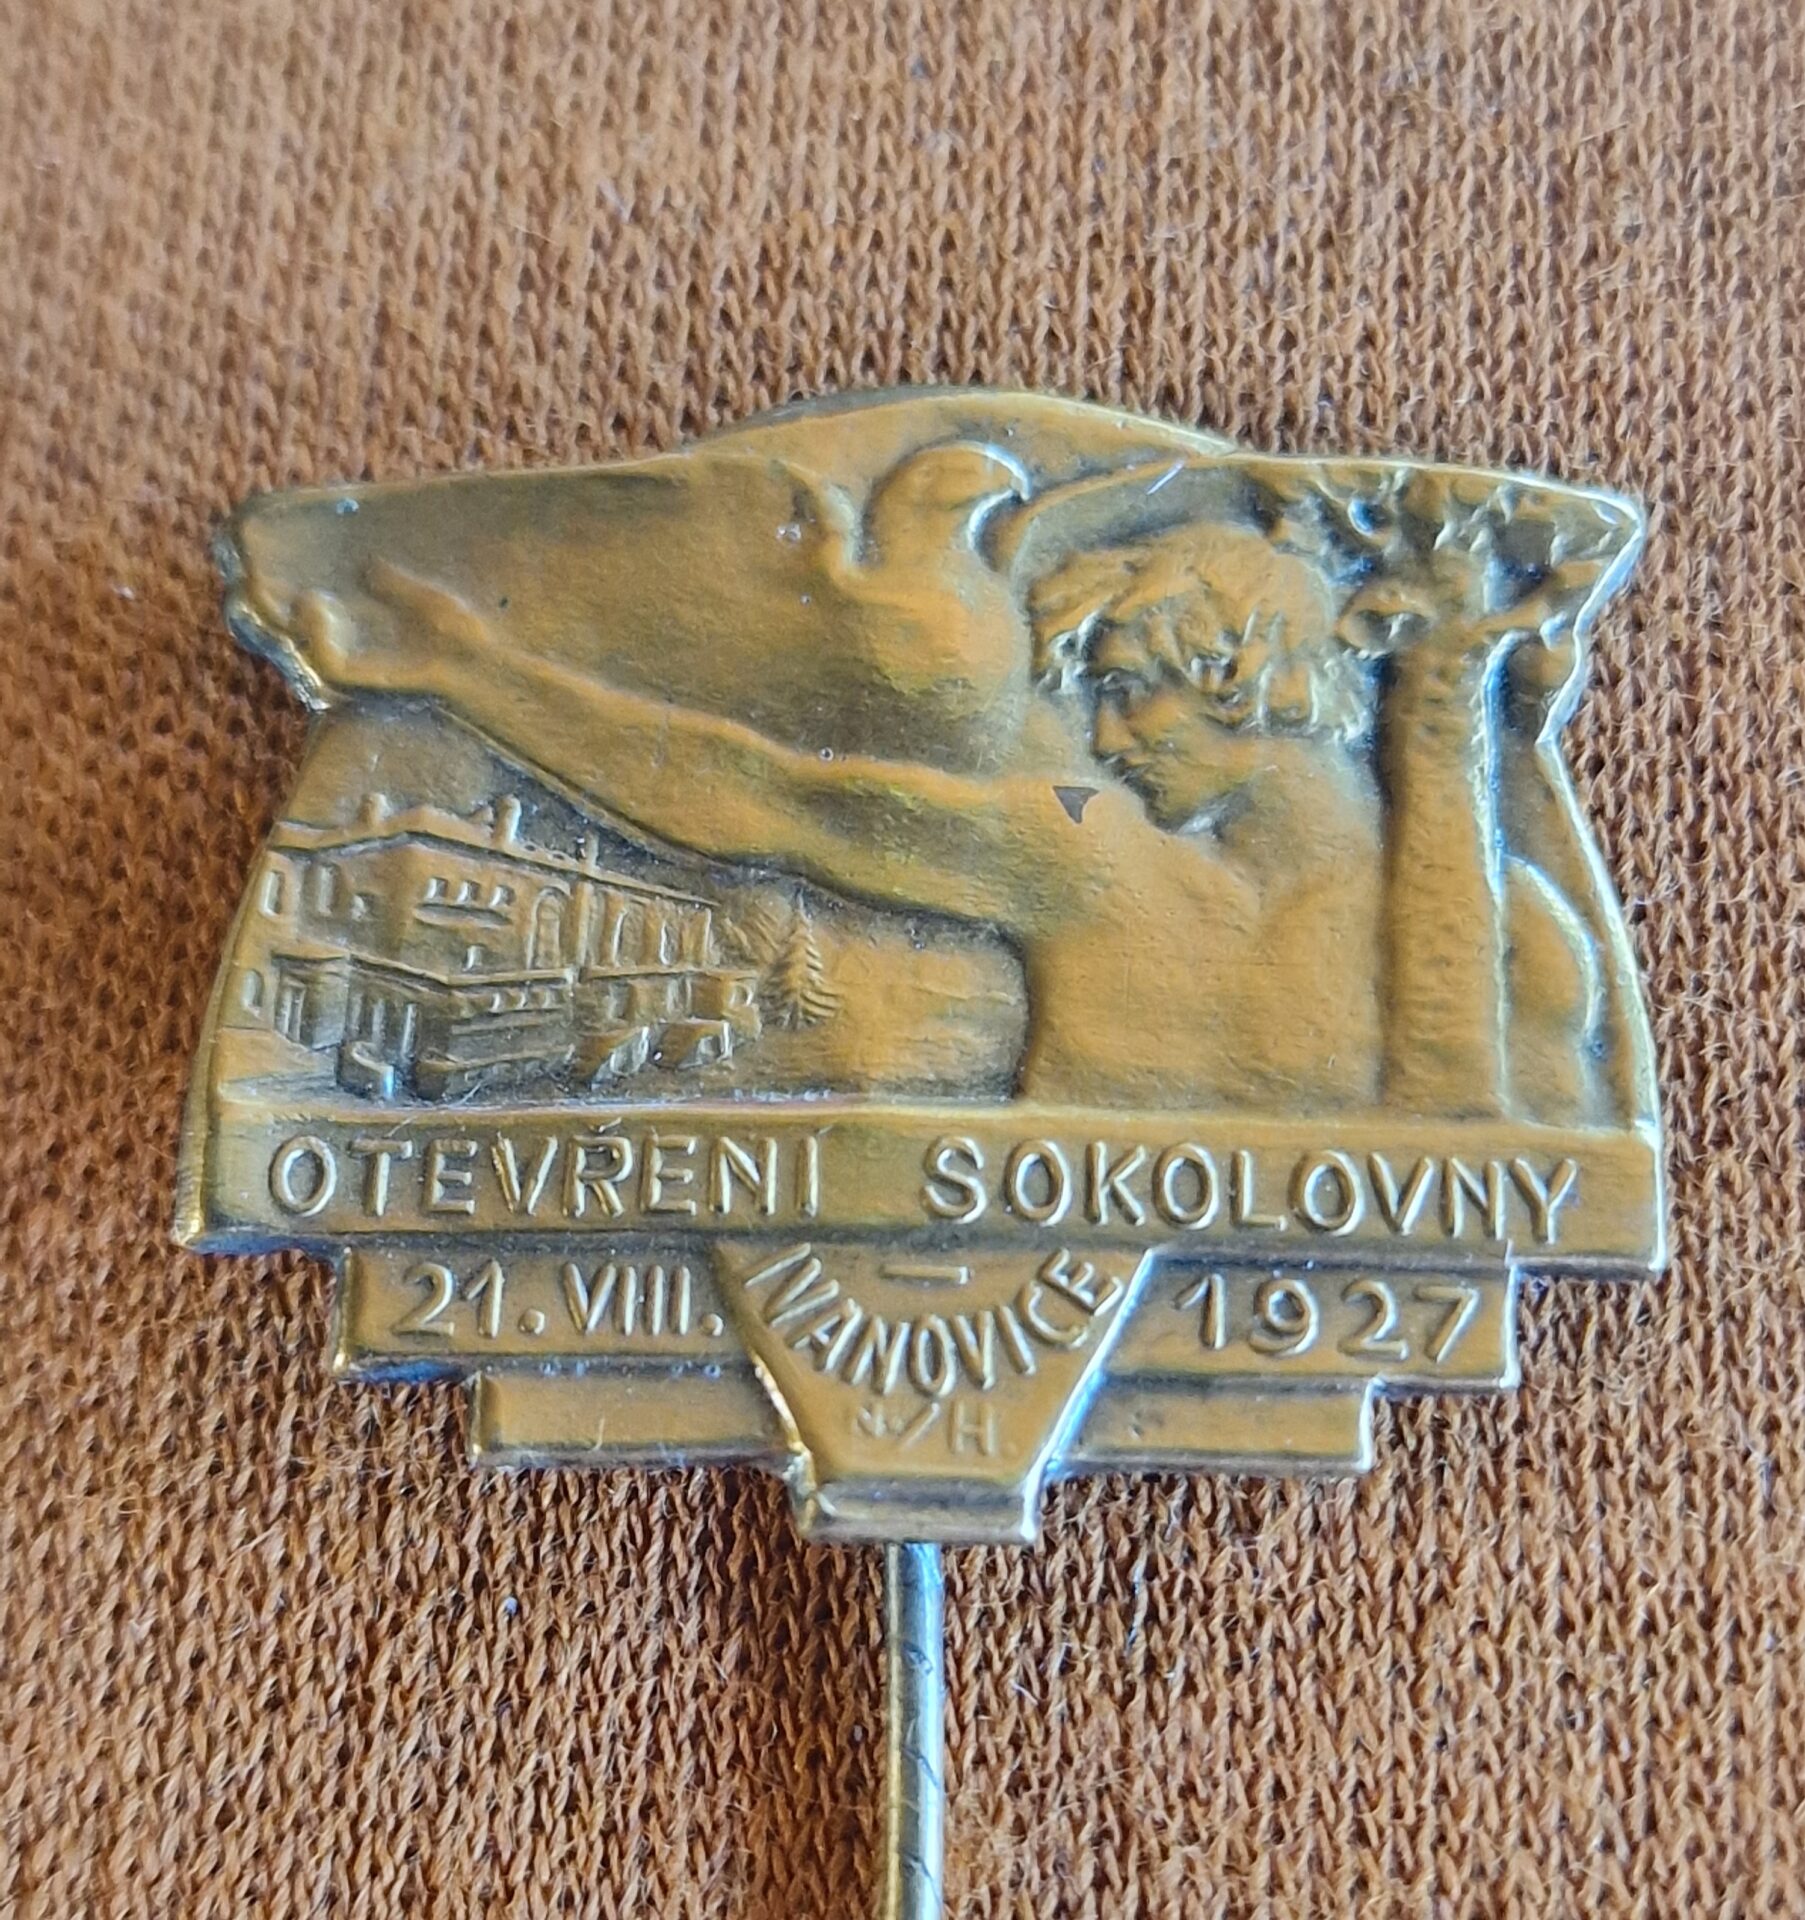 OTEVŘENI SOKOLOVNY
21. VIII. – 1927
IVANOVICE
n/H.